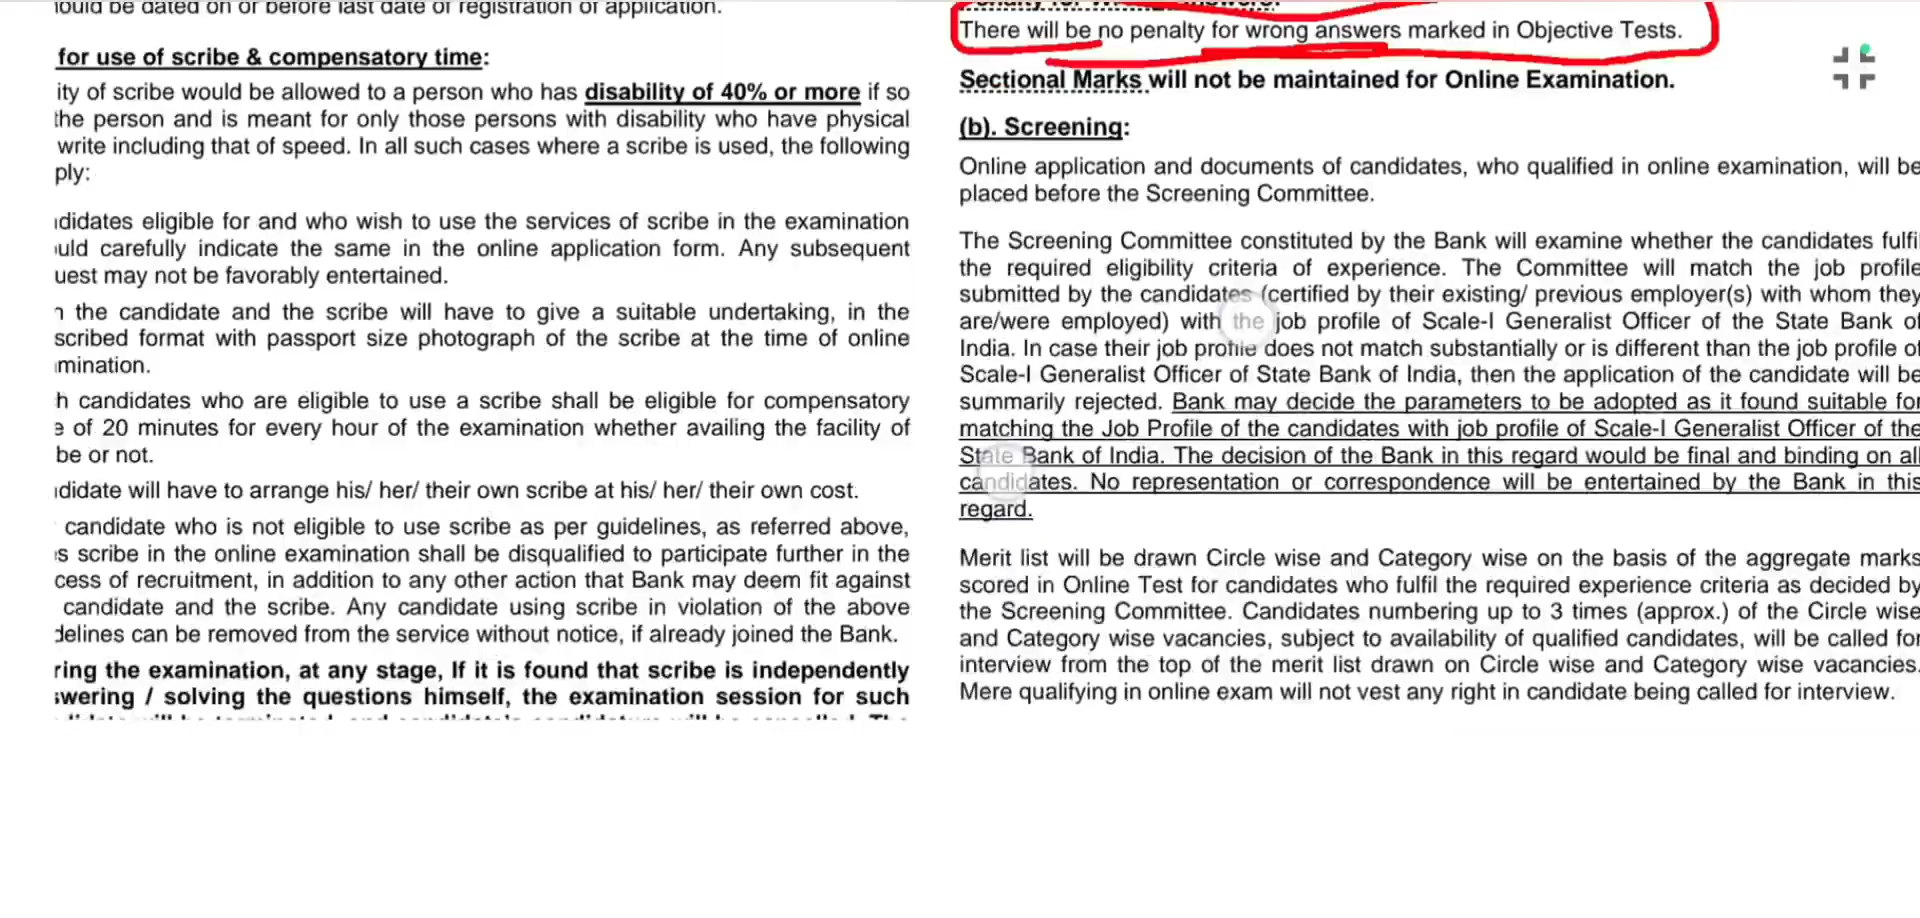 ould be dated on or before last date of registration of application.
for use of scribe & compensatory time:
ity of scribe would be allowed to a person who has disability of 40% or more if so
the person and is meant for only those persons with disability who have physical
write including that of speed. In all such cases where a scribe is used, the following
ply:
didates eligible for and who wish to use the services of scribe in the examination
uld carefully indicate the same in the online application form. Any subsequent
uest may not be favorably entertained.
the candidate and the scribe will have to give a suitable undertaking, in the
scribed format with passport size photograph of the scribe at the time of online
mination.
h candidates who are eligible to use a scribe shall be eligible for compensatory
e of 20 minutes for every hour of the examination whether availing the facility of
be or not.
didate will have to arrange his/ her/ their own scribe at his/ her/ their own cost.
candidate who is not eligible to use scribe as per guidelines, as referred above,
s scribe in the online examination shall be disqualified to participate further in the
cess of recruitment, in addition to any other action that Bank may deem fit against
candidate and the scribe. Any candidate using scribe in violation of the above
delines can be removed from the service without notice, if already joined the Bank.
ring the examination, at any stage, If it is found that scribe is independently
swering / solving the questions himself, the examination session for such
There will be no penalty for wrong answers marked in Objective Tests.
Sectional Marks will not be maintained for Online Examination.
(b). Screening:
Online application and documents of candidates, who qualified in online examination, will be
placed before the Screening Committee.
The Screening Committee constituted by the Bank will examine whether the candidates fulfi
the required eligibility criteria of experience. The Committee will match the job profile
submitted by the candidates (certified by their existing/ previous employer(s) with whom they
are/were employed) with the job profile of Scale-I Generalist Officer of the State Bank of
India. In case their job profile does not match substantially or is different than the job profile of
Scale-I Generalist Officer of State Bank of India, then the application of the candidate will be
summarily rejected. Bank may decide the parameters to be adopted as it found suitable for
matching the Job Profile of the candidates with job profile of Scale-I Generalist Officer of the
State Bank of India. The decision of the Bank in this regard would be final and binding on all
candidates. No representation or correspondence will be entertained by the Bank in this
regard.
Merit list will be drawn Circle wise and Category wise on the basis of the aggregate marks
scored in Online Test for candidates who fulfil the required experience criteria as decided by
the Screening Committee. Candidates numbering up to 3 times (approx.) of the Circle wise
and Category wise vacancies, subject to availability of qualified candidates, will be called for
interview from the top of the merit list drawn on Circle wise and Category wise vacancies.
Mere qualifying in online exam will not vest any right in candidate being called for interview.